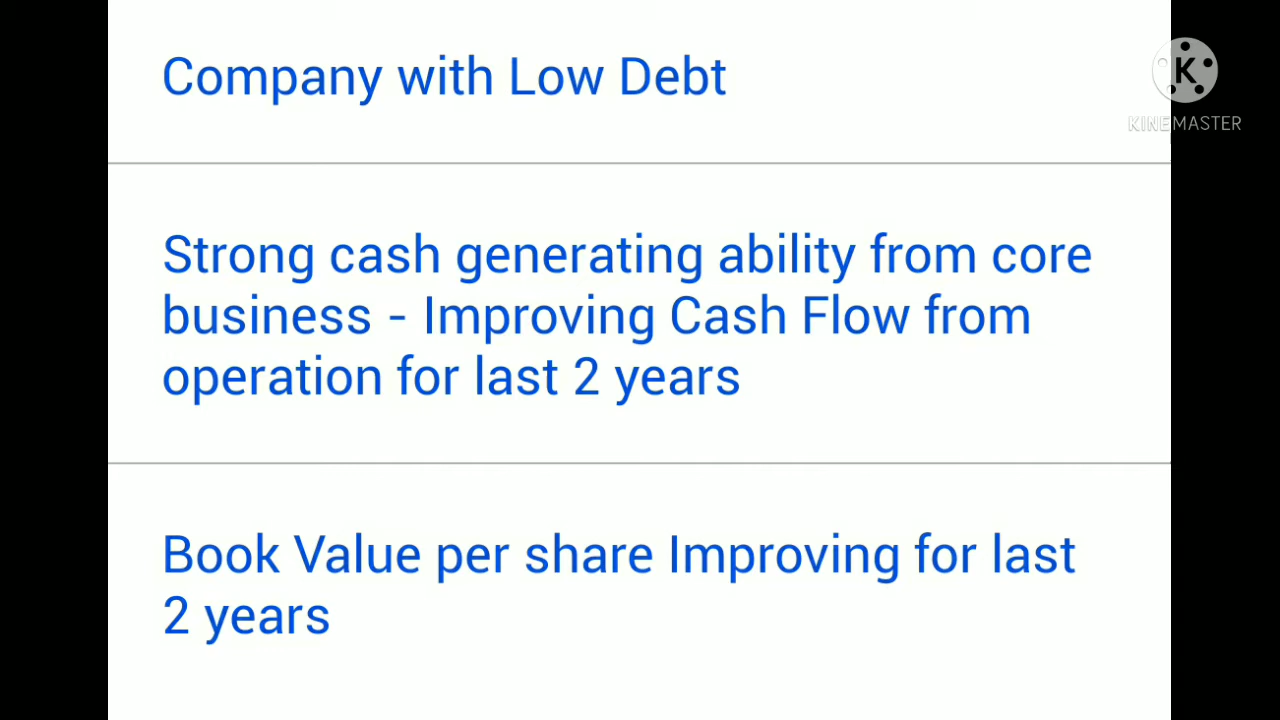 Company with Low Debt
KINEMASTER
Strong cash generating ability from core
business - Improving Cash Flow from
operation for last 2 years
Book Value per share Improving for last
2 years